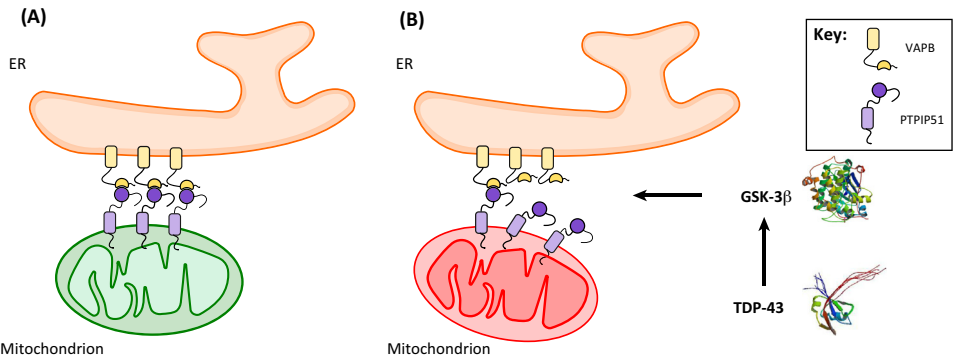 (A)
ER
Mitochondrion
(B)
ER
Mitochondrion
GSK-3β
TDP-43
Key:
VAPB
PTPIP51